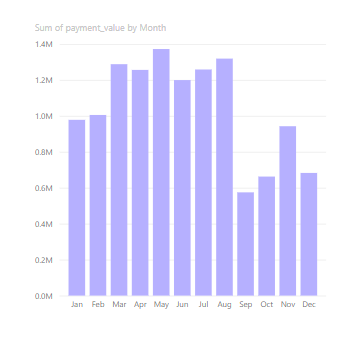 Sum of payment_value by Month
1.4M
1.2M
1.0M
0.8M
0.6M
0.4M
0.2M
0.0M
Jan Feb Mar Apr May Jun Jul Aug Sep Oct Nov Dec